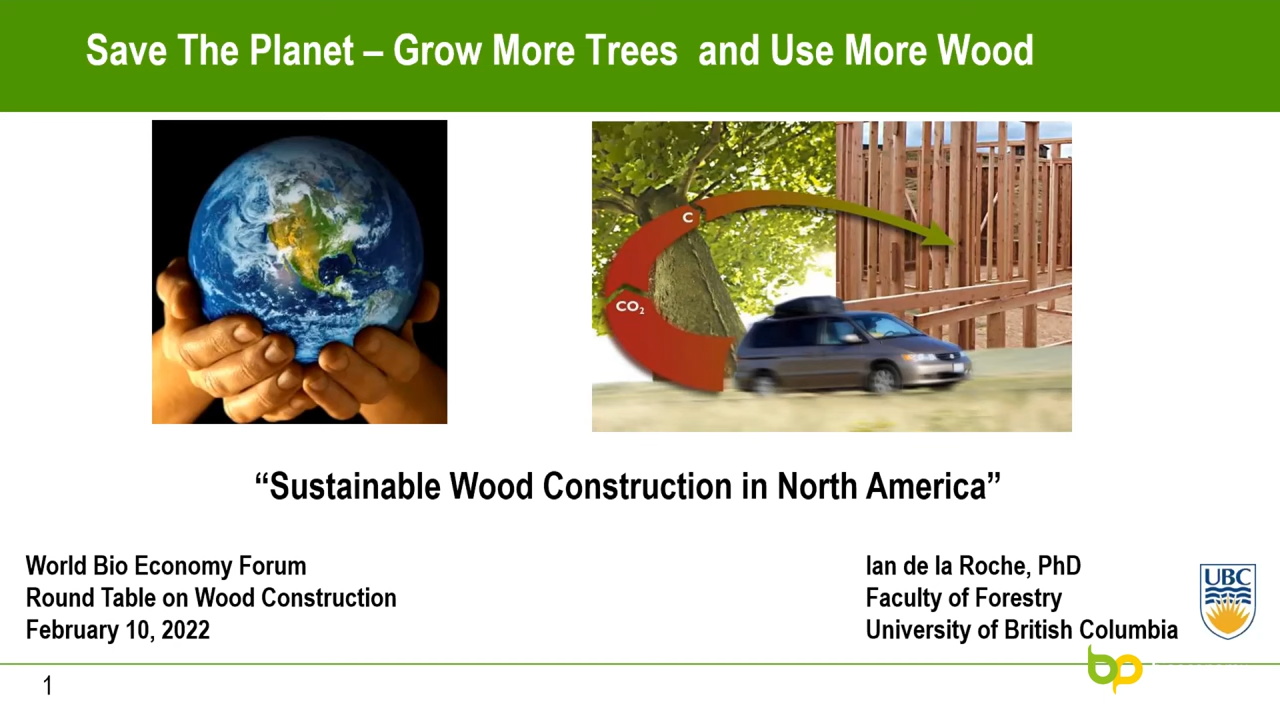 Save The Planet – Grow More Trees and Use More Wood
C
CO₂
“Sustainable Wood Construction in North America”
World Bio Economy Forum
Round Table on Wood Construction
February 10, 2022
Ian de la Roche, PhD
Faculty of Forestry
University of British Columbia
UBC
bp
1